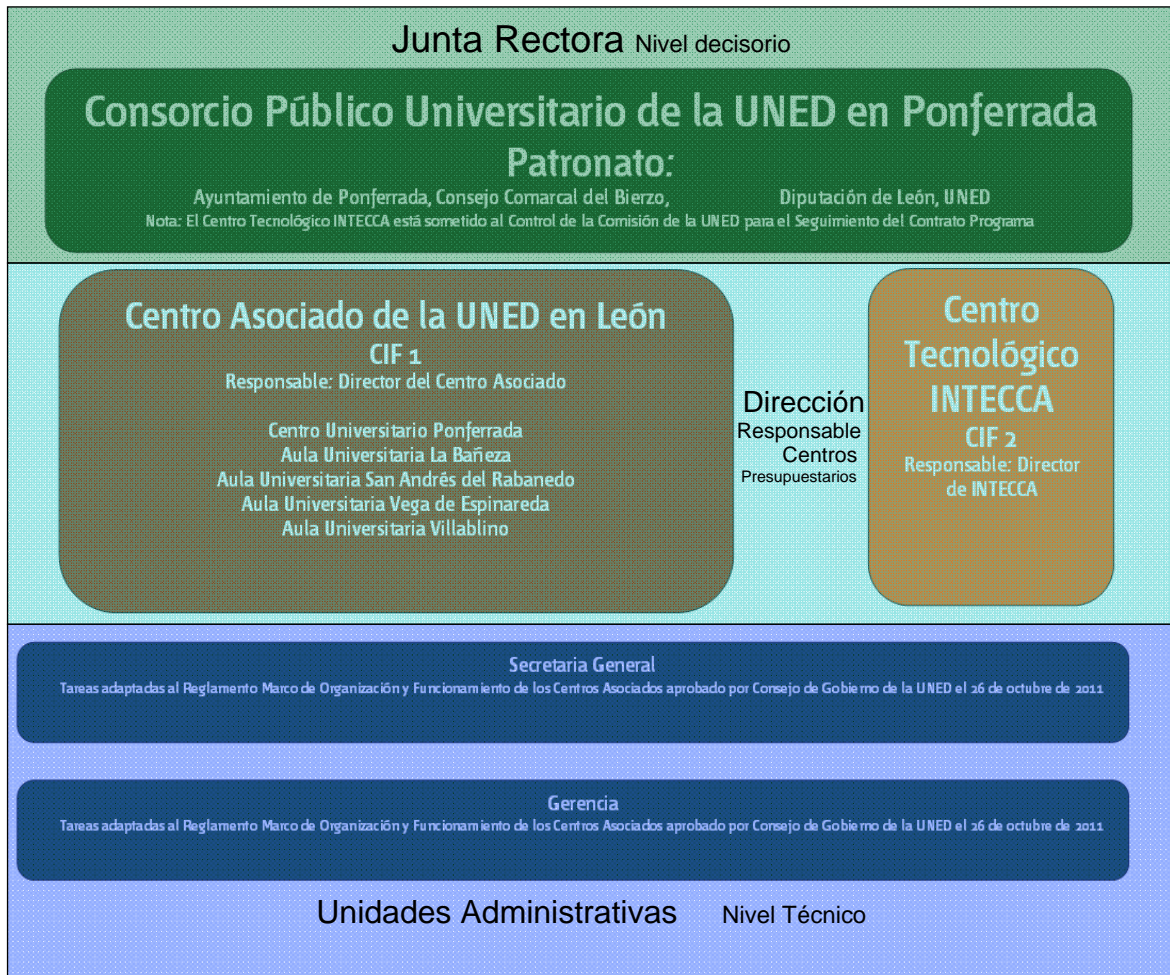 Junta Rectora Nivel decisorio
Consorcio Público Universitario de la UNED en Ponferrada
Patronato:
Ayuntamiento de Ponferrada, Consejo Comarcal del Bierzo, Diputación de León, UNED
Nota: El Centro Tecnológico INTECCA está sometido al Control de la Comisión de la UNED para el Seguimiento del Contrato Programa
Centro Asociado de la UNED en León
CIF 1
Responsable: Director del Centro Asociado
Centro Universitario Ponferrada
Aula Universitaria La Bañeza
Aula Universitaria San Andrés del Rabanedo
Aula Universitaria Vega de Espinareda
Aula Universitaria Villablino
Dirección
Responsable
Centros
Presupuestarios
Centro
Tecnológico
INTECCA
CIF 2
Responsable: Director
de INTECCA
Secretaria General
Tareas adaptadas al Reglamento Marco de Organización y Funcionamiento de los Centros Asociados aprobado por Consejo de Gobierno de la UNED el 26 de octubre de 2011
Gerencia
Tareas adaptadas al Reglamento Marco de Organización y Funcionamiento de los Centros Asociados aprobado por Consejo de Gobierno de la UNED el 26 de octubre de 2011
Unidades Administrativas Nivel Técnico